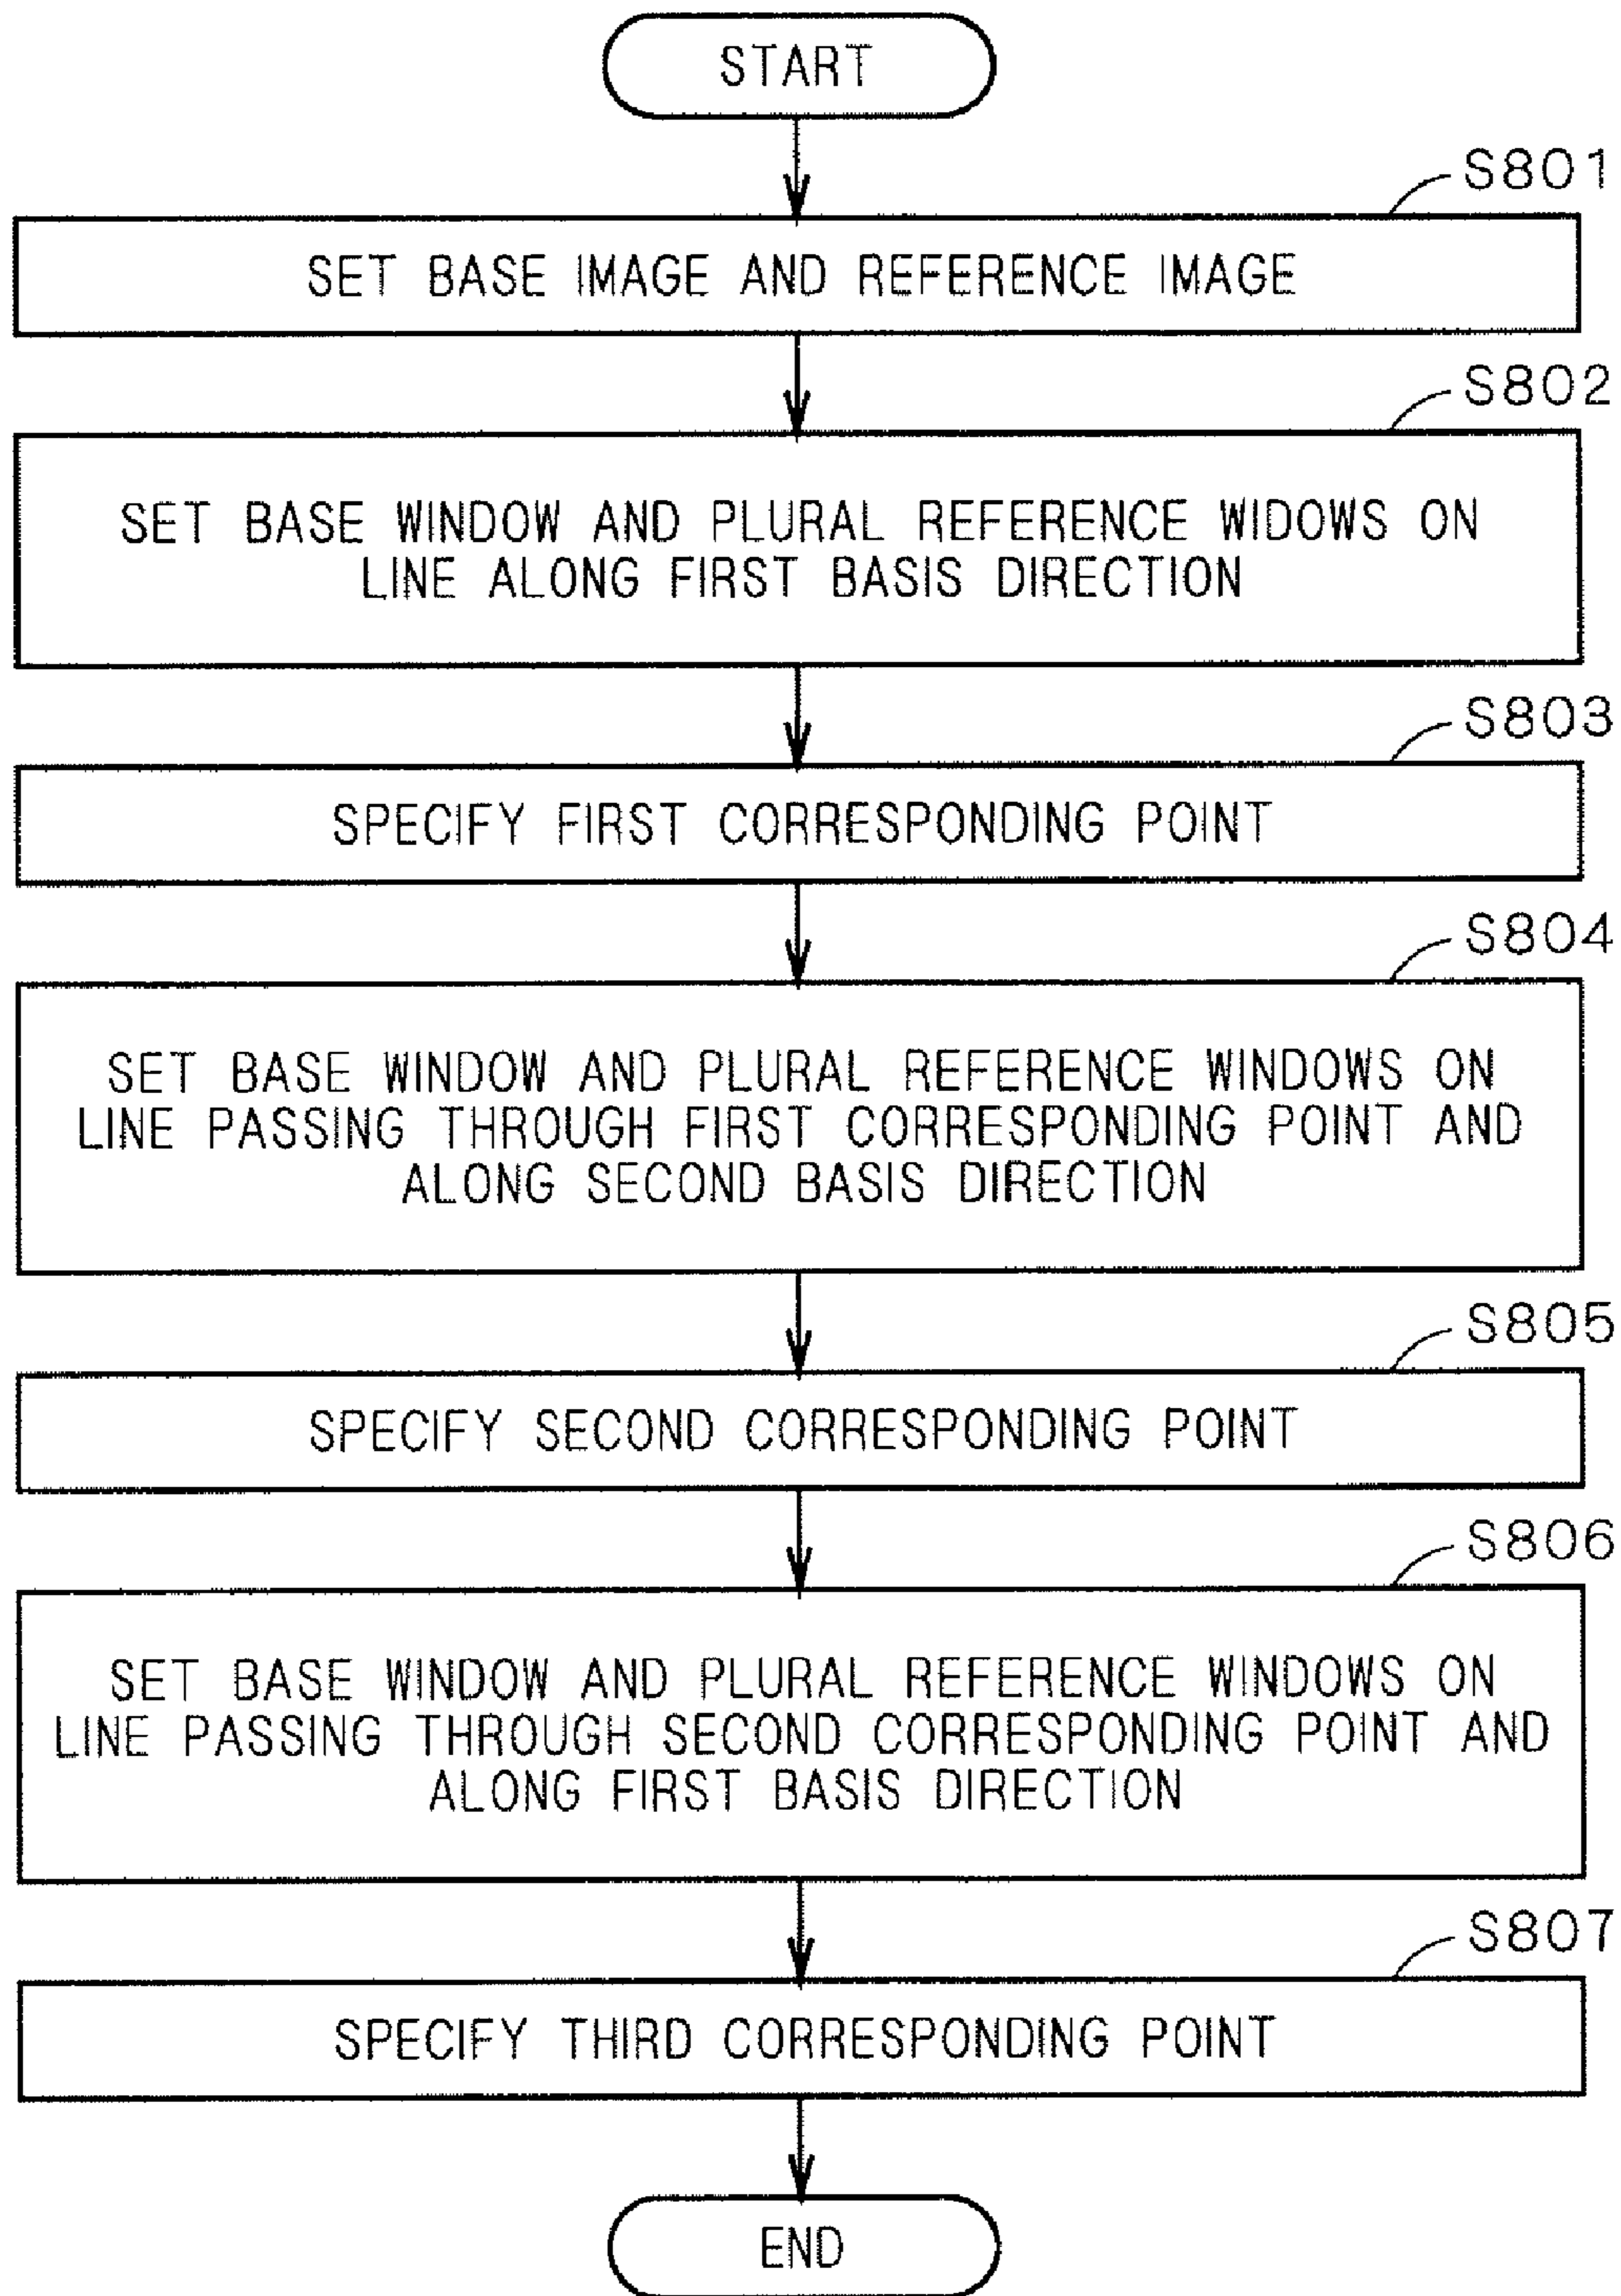 START
S801
SET BASE IMAGE AND REFERENCE IMAGE
S802
SET BASE WINDOW AND PLURAL REFERENCE WIDOWS ON
LINE ALONG FIRST BASIS DIRECTION
S803
SPECIFY FIRST CORRESPONDING POINT
S804
SET BASE WINDOW AND PLURAL REFERENCE WINDOWS ON
LINE PASSING THROUGH FIRST CORRESPONDING POINT AND
ALONG SECOND BASIS DIRECTION
S805
SPECIFY SECOND CORRESPONDING POINT
S806
SET BASE WINDOW AND PLURAL REFERENCE WINDOWS ON
LINE PASSING THROUGH SECOND CORRESPONDING POINT AND
ALONG FIRST BASIS DIRECTION
S807
SPECIFY THIRD CORRESPONDING POINT
END